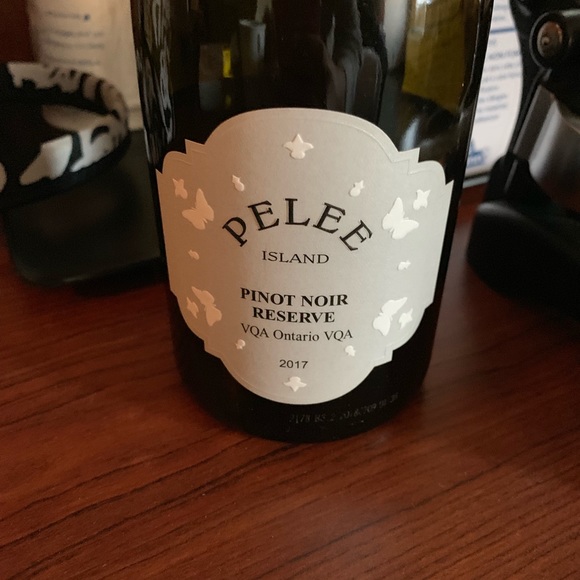 PELEE
ISLAND
PINOT NOIR
RESERVE
VQA Ontario VQA
2017